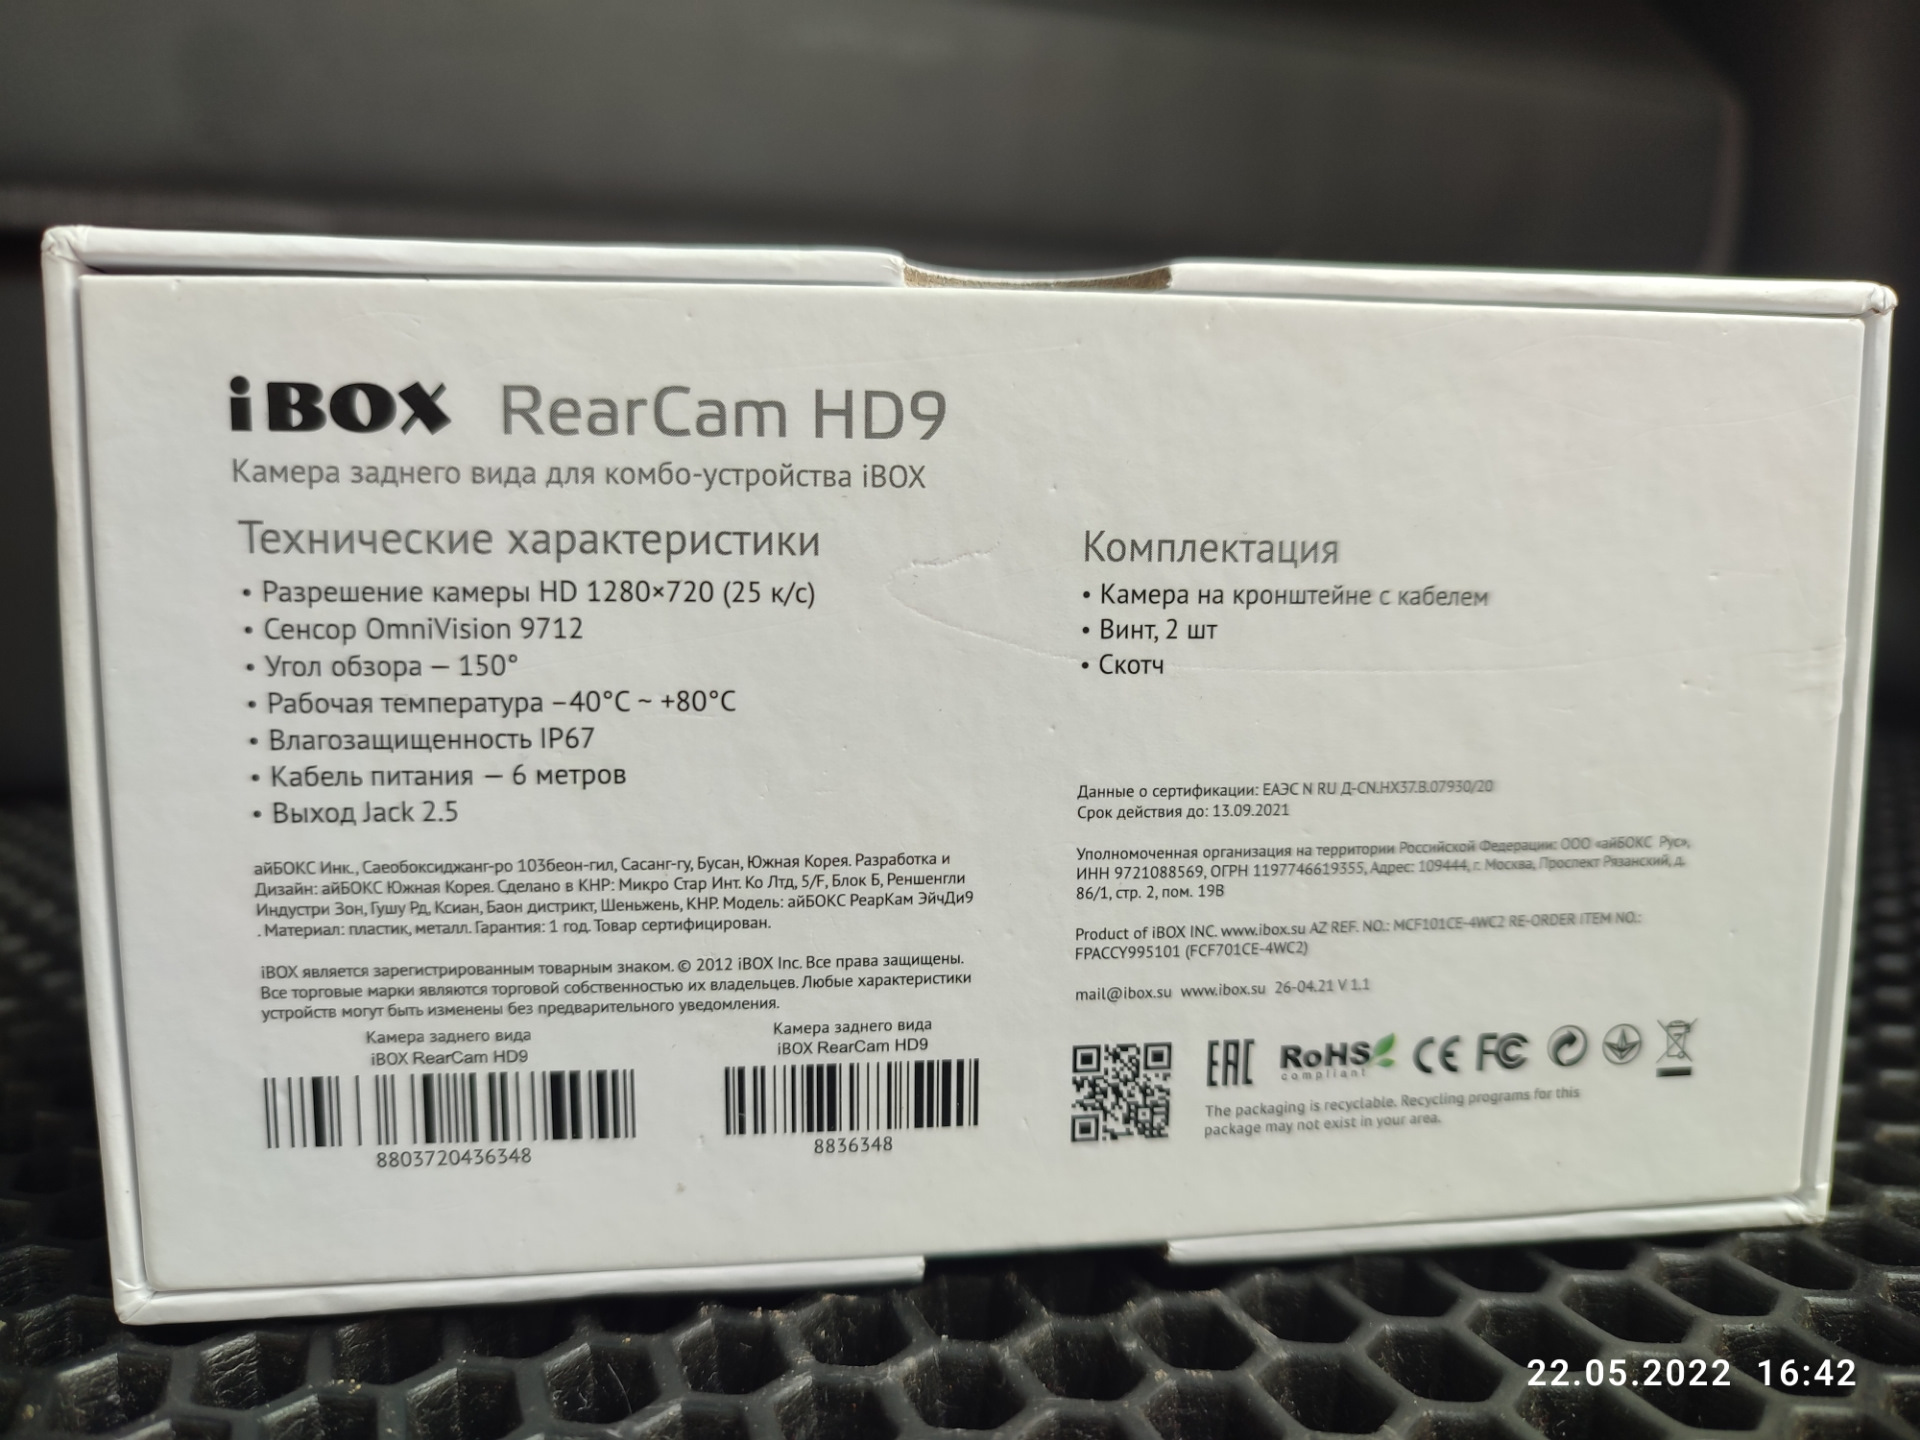 iBOX RearCam HD9
Камера заднего вида для комбо-устройства iBOX
Технические характеристики
• Разрешение камеры HD 1280×720 (25 к/с)
• Сенсор OmniVision 9712
• Угол обзора – 150°
• Рабочая температура –40°C ~ +80°C
• Влагозащищенность IP67
• Кабель питания – 6 метров
• Выход Jack 2.5
айБОКС Инк., Саебоксиджанг-ро 103беон-гил, Сасанг-гу, Бусан, Южная Корея. Разработка и
Дизайн: айБОКС Южная Корея. Сделано в КНР: Микро Стар Инт. Ко Лтд, 5/F, Блок Б, Реншенгли
Индустри Зон, Гушу Рд, Ксиан, Баон дистрикт, Шеньжень, КНР. Модель: айБОКС РеарКам ЭйчДи9
. Материал: пластик, металл. Гарантия: 1 год. Товар сертифицирован.
iBOX является зарегистрированным товарным знаком. © 2012 iBOX Inc. Все права защищены.
Все торговые марки являются торговой собственностью их владельцев. Любые характеристики
устройств могут быть изменены без предварительного уведомления.
Камера заднего вида
iBOX RearCam HD9
8803720436348
Камера заднего вида
iBOX RearCam HD9
8836348
Комплектация
• Камера на кронштейне с кабелем
• Винт, 2 шт
• Скотч
Данные о сертификации: ЕАЭС N RU Д-CN.НХ37.В.07930/20
Срок действия до: 13.09.2021
Уполномоченная организация на территории Российской Федерации: ООО «айБОКС Рус»,
ИНН 9721088569, ОГРН 1197746619355, Адрес: 109444, г. Москва, Проспект Рязанский, д.
86/1, стр. 2, пом. 19В
Product of iBOX INC. www.ibox.su AZ REF. NO.: MCF101CE-4WC2 RE-ORDER ITEM NO.:
FPACCY995101 (FCF701CE-4WC2)
mail@ibox.su www.ibox.su 26-04.21 V 1.1
EAC RoHS CE FC
compliant
The packaging is recyclable. Recycling programs for this
package may not exist in your area.
22.05.2022 16:42